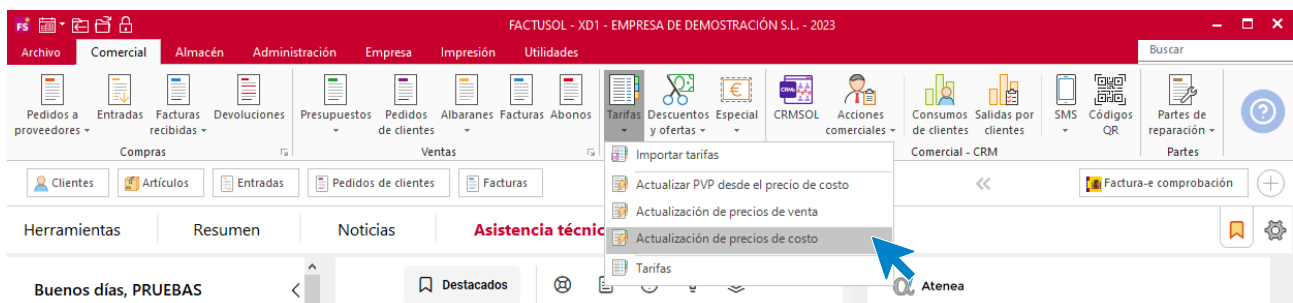 FS
FACTUSOL - XD1 - EMPRESA DE DEMOSTRACIÓN S.L. - 2023
Archivo Comercial Almacén Administración Empresa Impresión Utilidades Buscar
Pedidos a proveedores
Entradas
Facturas recibidas
Devoluciones
Presupuestos
Pedidos de clientes
Albaranes
Facturas
Abonos
Tarifas
Descuentos y ofertas
Especial
CRM
CRMSOL
Acciones comerciales
Consumos de clientes
Salidas por clientes
SMS
Códigos QR
Partes de reparación
Compras Ventas Comercial - CRM Partes
Importar tarifas
Actualizar PVP desde el precio de costo
Actualización de precios de venta
Actualización de precios de costo
Tarifas
Clientes Artículos Entradas Pedidos de clientes Facturas Factura-e comprobación
Herramientas Resumen Noticias Asistencia técnic
Buenos días, PRUEBAS Destacados Atenea